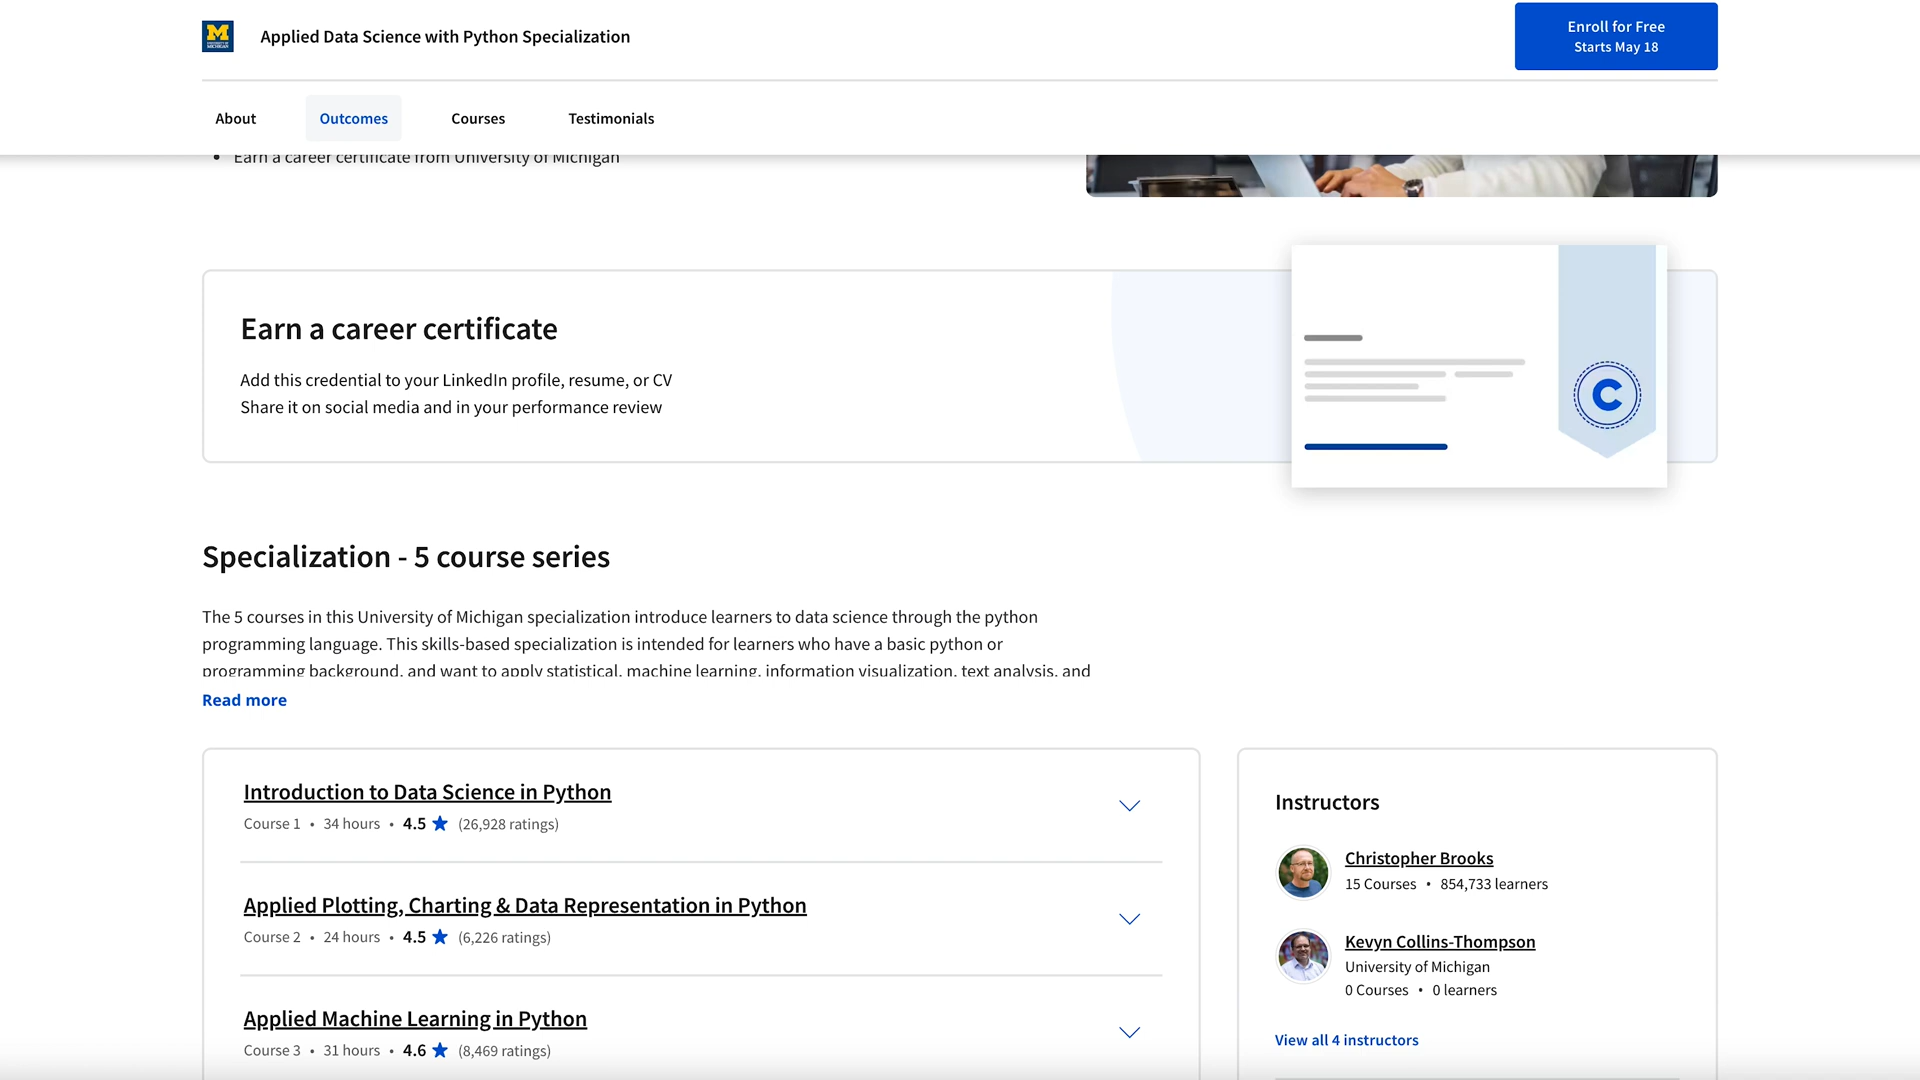 Applied Data Science with Python Specialization
Enroll for Free
Starts May 18
About
Outcomes
Courses
Testimonials
• Earn a career certificate from University of Michigan
Earn a career certificate
Add this credential to your LinkedIn profile, resume, or CV
Share it on social media and in your performance review
Specialization - 5 course series
The 5 courses in this University of Michigan specialization introduce learners to data science through the python
programming language. This skills-based specialization is intended for learners who have a basic python or
programming background, and want to apply statistical, machine learning, information visualization, text analysis, and
Read more
Introduction to Data Science in Python
Course 1 • 34 hours • 4.5 ★ (26,928 ratings)
Applied Plotting, Charting & Data Representation in Python
Course 2 • 24 hours • 4.5 ★ (6,226 ratings)
Applied Machine Learning in Python
Course 3 • 31 hours • 4.6 ★ (8,469 ratings)
Instructors
Christopher Brooks
15 Courses • 854,733 learners
Kevyn Collins-Thompson
University of Michigan
0 Courses • 0 learners
View all 4 instructors